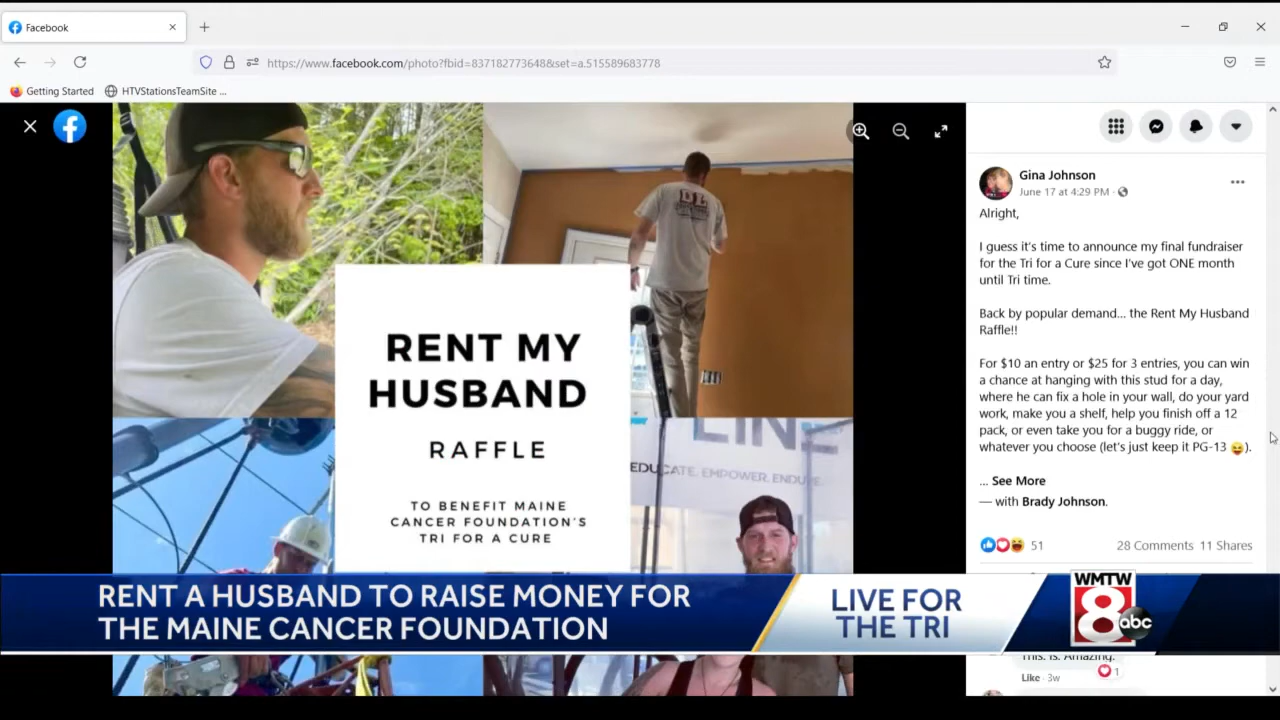 Facebook
https://www.facebook.com/photo?fbid=837182773648&set=a.515589683778
Getting Started
HTVStationsTeamSite ...
RENT MY
HUSBAND
RAFFLE
TO BENEFIT MAINE
CANCER FOUNDATION'S
TRI FOR A CURE
DL
LINE
EDUCATE. EMPOWER. ENDURE.
Gina Johnson
June 17 at 4:29 PM ·
Alright,
I guess it's time to announce my final fundraiser
for the Tri for a Cure since I've got ONE month
until Tri time.
Back by popular demand... the Rent My Husband
Raffle!!
For $10 an entry or $25 for 3 entries, you can win
a chance at hanging with this stud for a day,
where he can fix a hole in your wall, do your yard
work, make you a shelf, help you finish off a 12
pack, or even take you for a buggy ride, or
whatever you choose (let's just keep it PG-13 😝).
... See More
— with Brady Johnson.
51
28 Comments 11 Shares
RENT A HUSBAND TO RAISE MONEY FOR
THE MAINE CANCER FOUNDATION
LIVE FOR
THE TRI
WMTW
8
abc
This. Is. Amazing.
Like · 3w
1